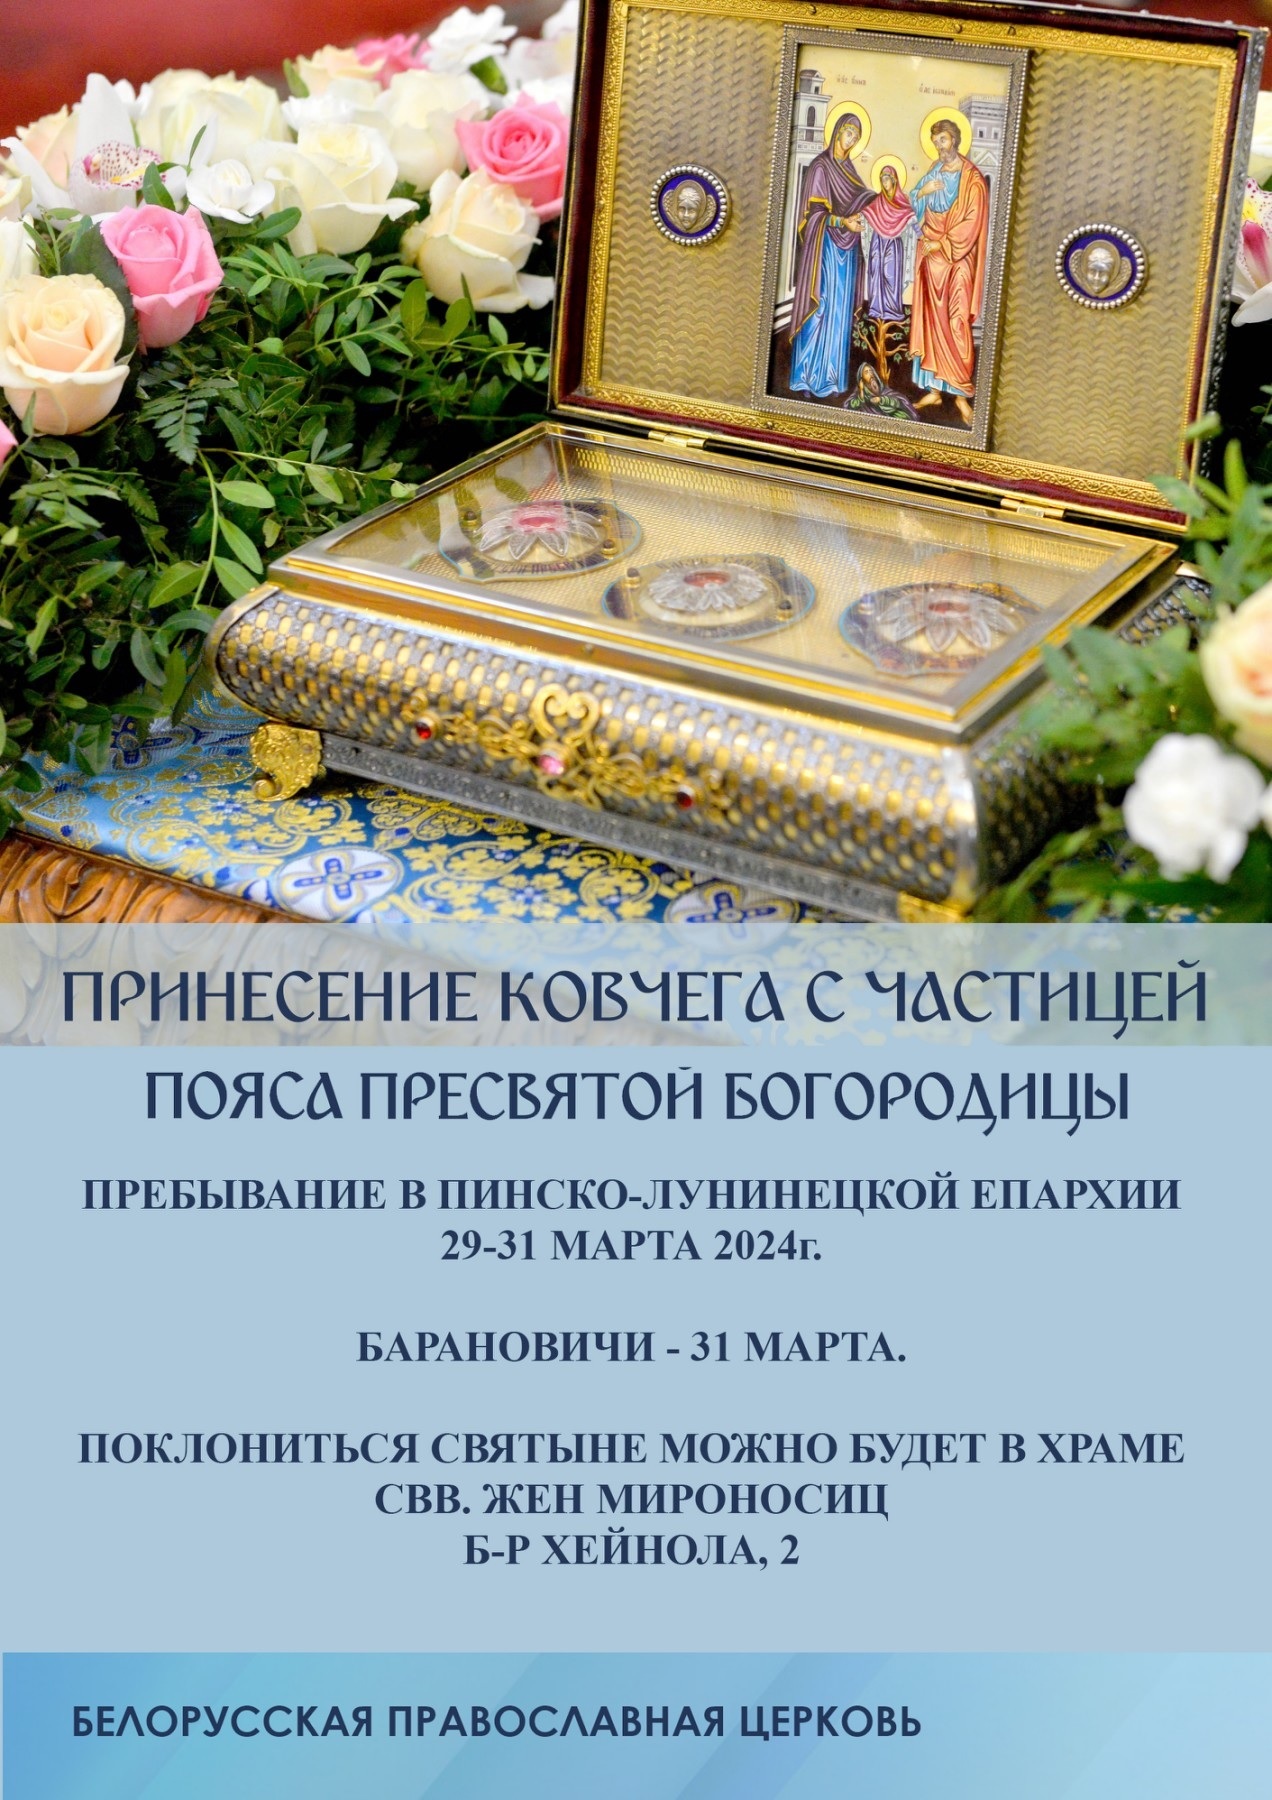 ПРИНЕСЕНИЕ КОВЧЕГА С ЧАСТИЦЕЙ
ПОЯСА ПРЕСВЯТОЙ БОГОРОДИЦЫ
ПРЕБЫВАНИЕ В ПИНСКО-ЛУНИНЕЦКОЙ ЕПАРХИИ
29-31 МАРТА 2024г.
БАРАНОВИЧИ - 31 МАРТА.
ПОКЛОНИТЬСЯ СВЯТЫНЕ МОЖНО БУДЕТ В ХРАМЕ
СВВ. ЖЕН МИРОНОСИЦ
Б-Р ХЕЙНОЛА, 2
БЕЛОРУССКАЯ ПРАВОСЛАВНАЯ ЦЕРКОВЬ